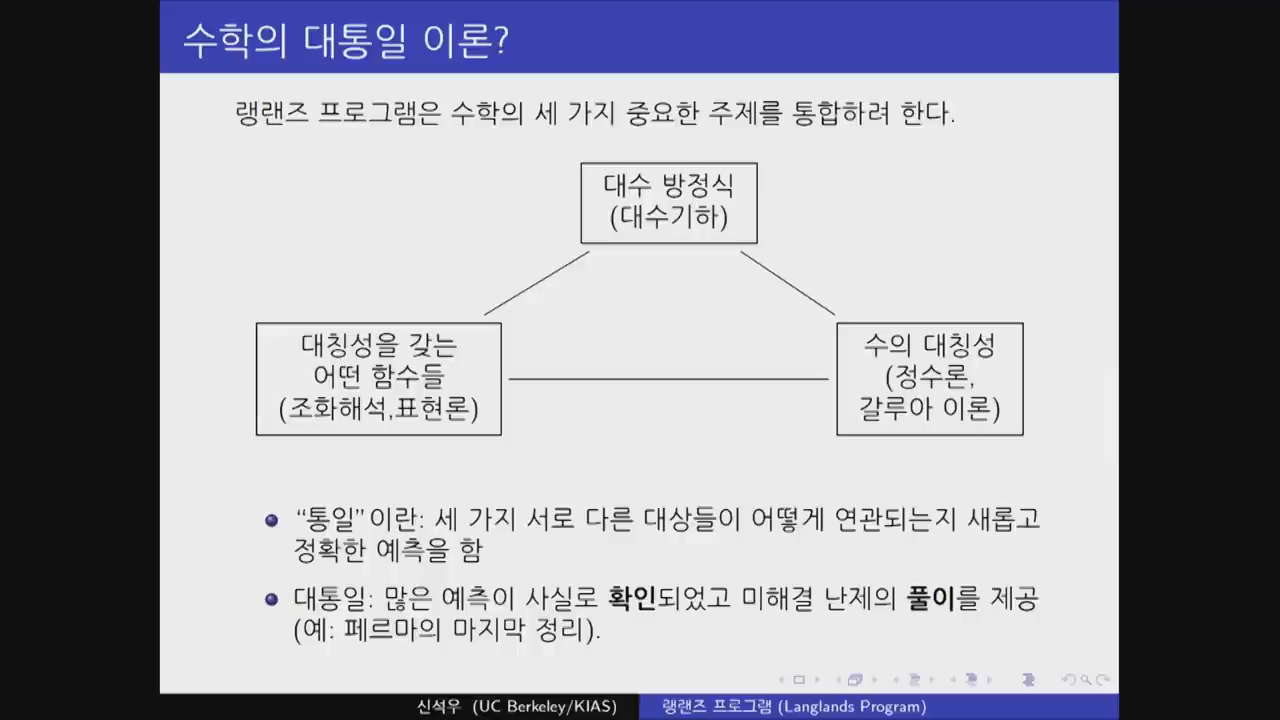 수학의 대통일 이론?
랭랜즈 프로그램은 수학의 세 가지 중요한 주제를 통합하려 한다.
대수 방정식
(대수기하)
대칭성을 갖는
어떤 함수들
(조화해석,표현론)
수의 대칭성
(정수론,
갈루아 이론)
“통일”이란: 세 가지 서로 다른 대상들이 어떻게 연관되는지 새롭고
정확한 예측을 함
대통일: 많은 예측이 사실로 확인되었고 미해결 난제의 풀이를 제공
(예: 페르마의 마지막 정리).
신석우 (UC Berkeley/KIAS)
랭랜즈 프로그램 (Langlands Program)